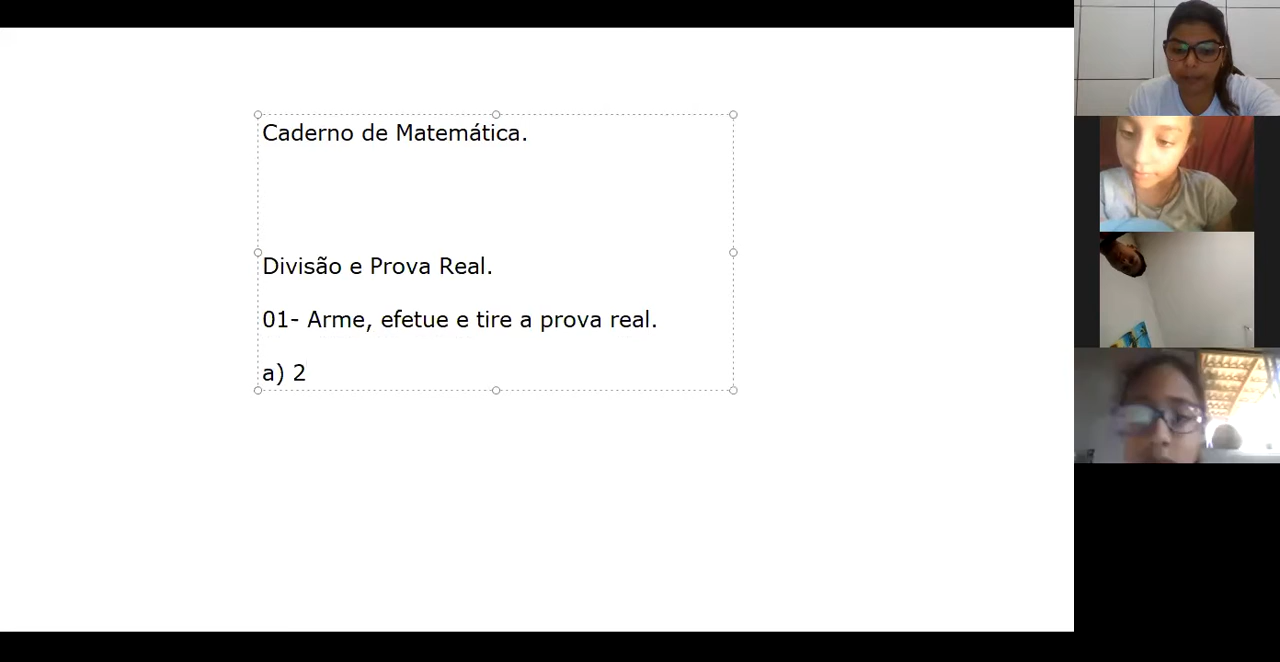 Caderno de Matemática.
Divisão e Prova Real.
01- Arme, efetue e tire a prova real.
a) 2